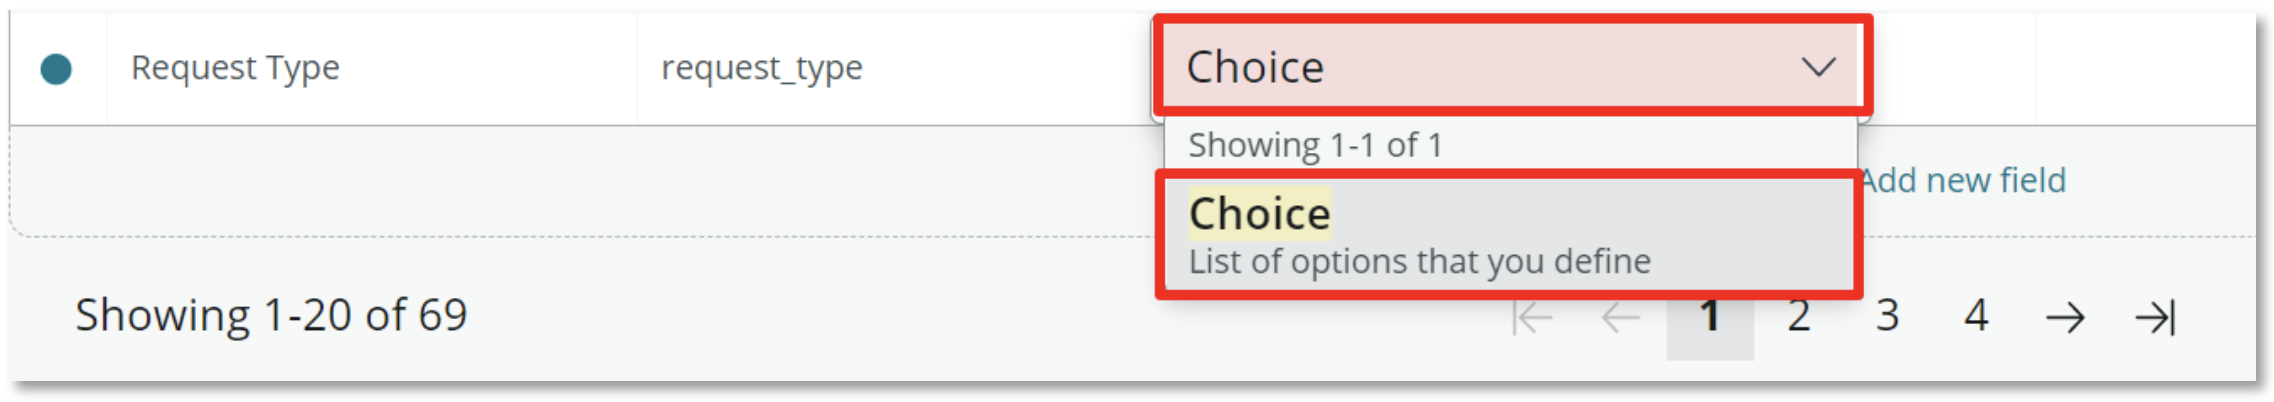 Request Type request_type Choice
Showing 1-1 of 1
Add new field
Choice
List of options that you define
Showing 1-20 of 69 1 2 3 4